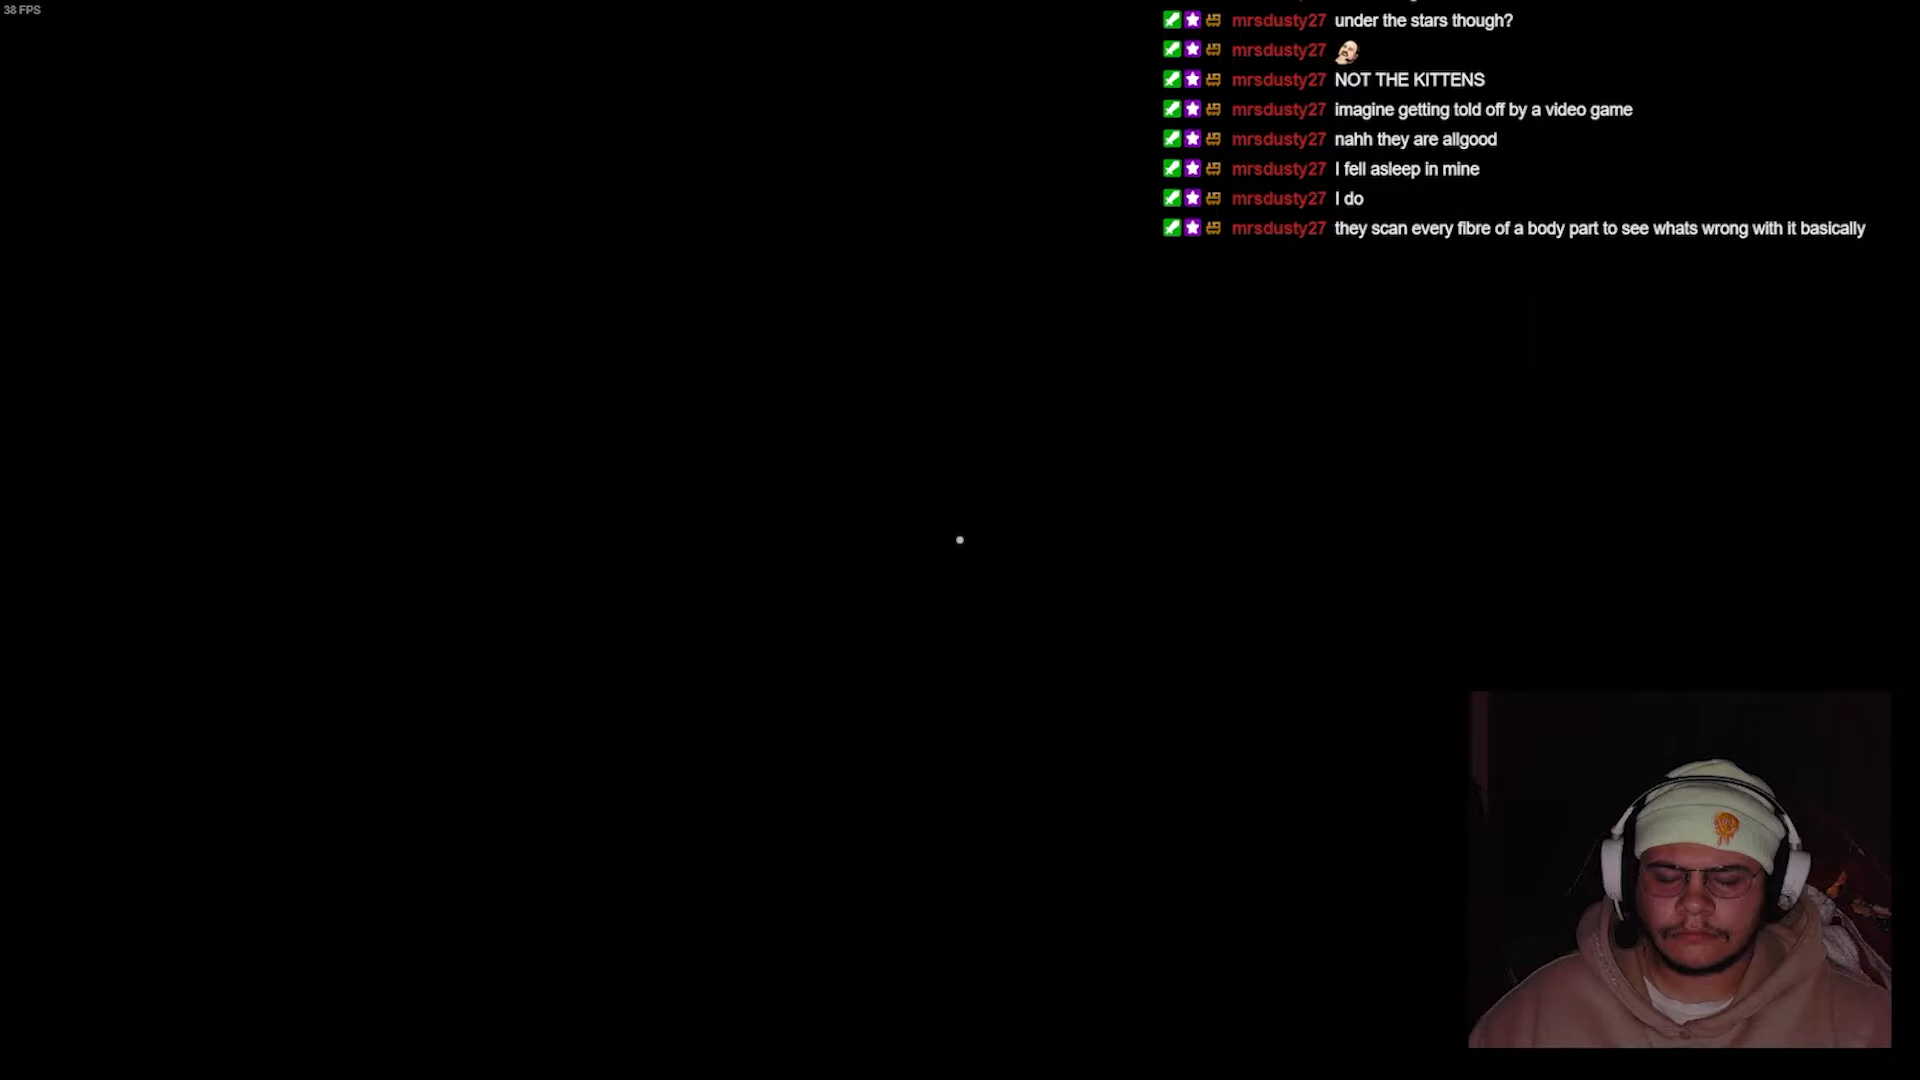 38 FPS
mrsdusty27 under the stars though?
mrsdusty27
mrsdusty27 NOT THE KITTENS
mrsdusty27 imagine getting told off by a video game
mrsdusty27 nahh they are allgood
mrsdusty27 I fell asleep in mine
mrsdusty27 I do
mrsdusty27 they scan every fibre of a body part to see whats wrong with it basically